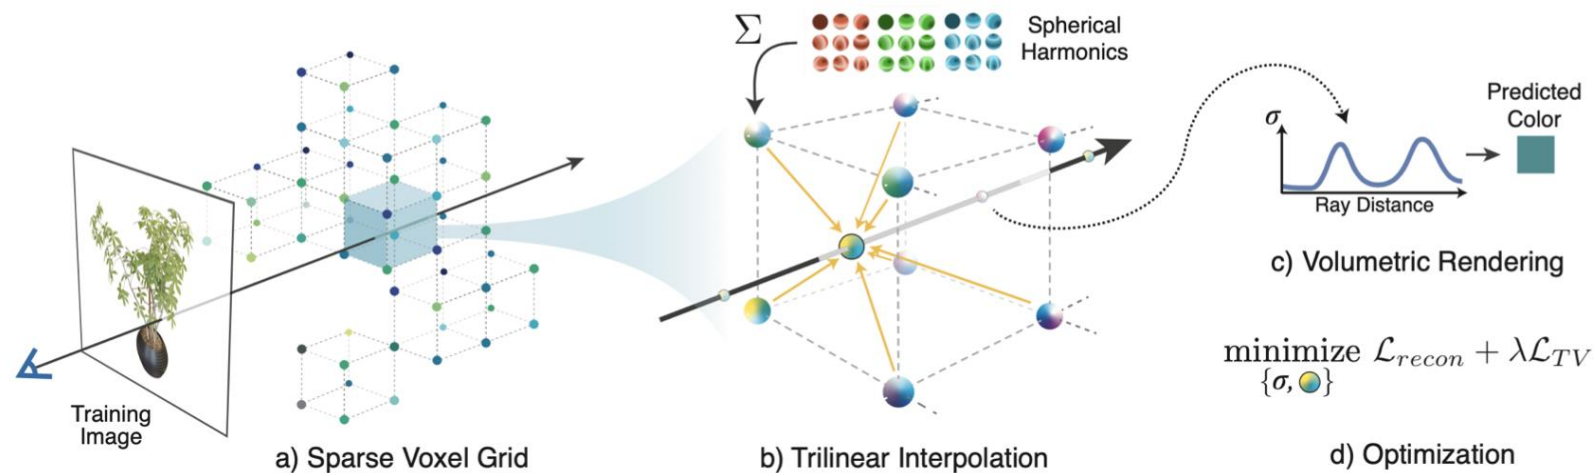 Training
Image
a) Sparse Voxel Grid
Σ
Spherical
Harmonics
b) Trilinear Interpolation
σ
Ray Distance
Predicted
Color
c) Volumetric Rendering
minimize ℒ_recon + λℒ_TV
{σ, }
d) Optimization